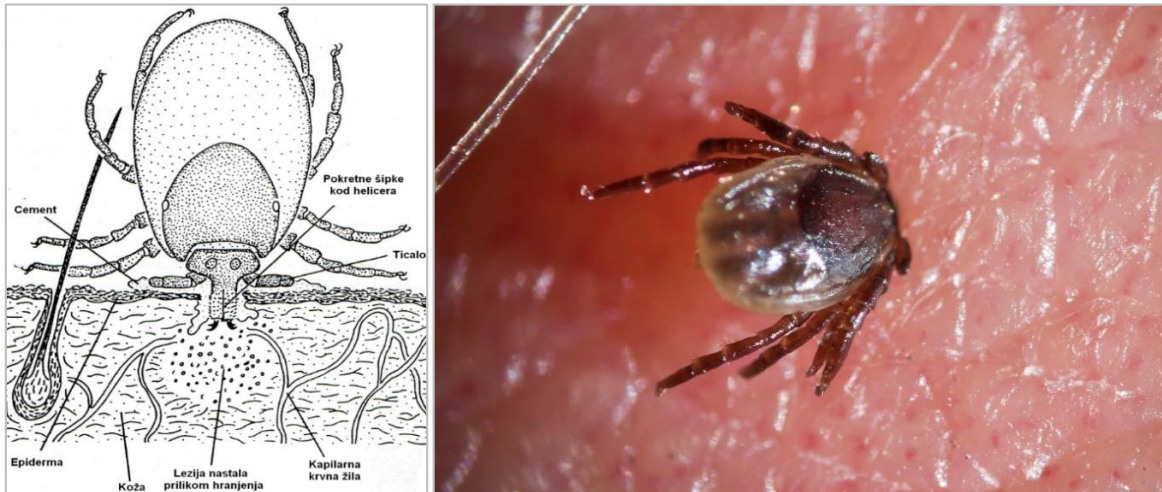 Pokretne šipke
kod helicera
Cement
Ticalo
Epiderma
Koža
Lezija nastala
prilikom hranjenja
Kapilarna
krvna žila